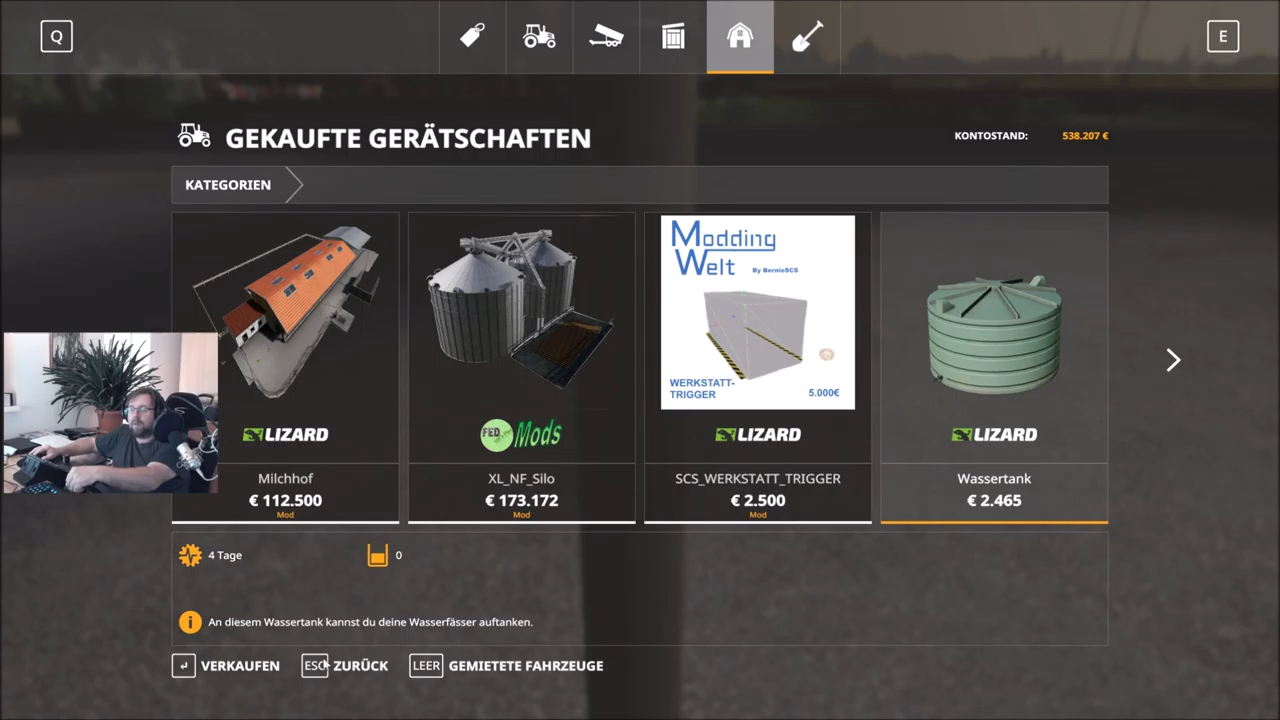 Q
E
GEKAUFTE GERÄTSCHAFTEN
KONTOSTAND: 538.207 €
KATEGORIEN
LIZARD
Milchhof
€ 112.500
Mod
FED Mods
XL_NF_Silo
€ 173.172
Mod
Modding
Welt By BernieSCS
WERKSTATT-
TRIGGER 5.000€
LIZARD
SCS_WERKSTATT_TRIGGER
€ 2.500
Mod
LIZARD
Wassertank
€ 2.465
4 Tage 0
i An diesem Wassertank kannst du deine Wasserfässer auftanken.
↵ VERKAUFEN ESC ZURÜCK LEER GEMIETETE FAHRZEUGE